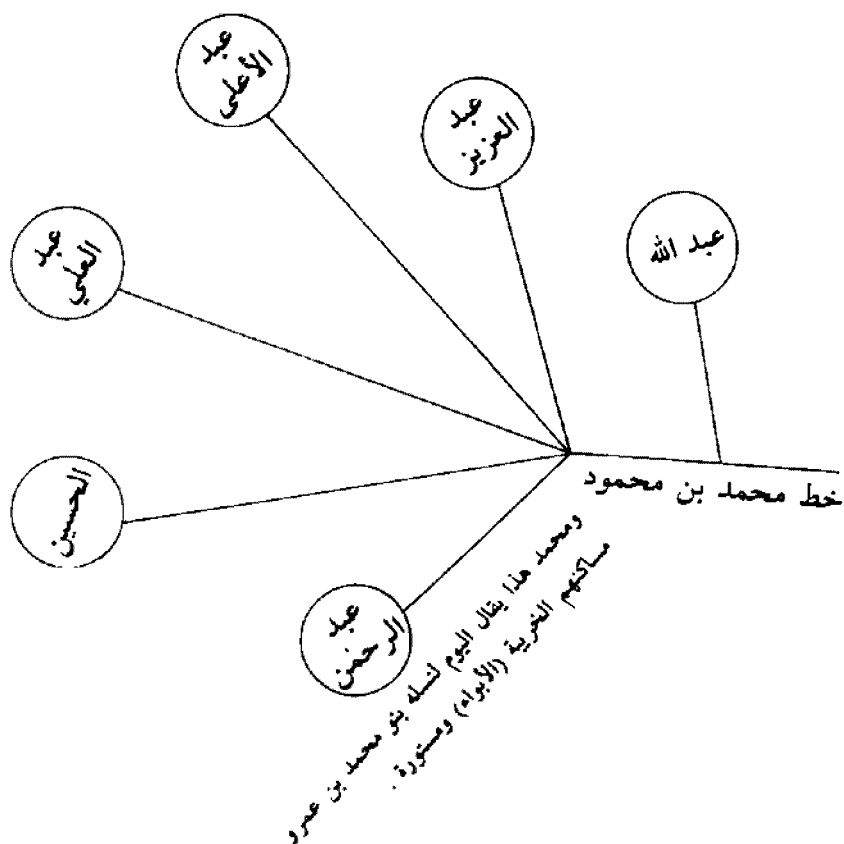 عبد
الأعلى
عبد
العزيز
عبد الله
عبد
العلي
الحسين
عبد
الرحمن
خط محمد بن محمود
ومحمد هذا يقال اليوم لنسله بنو محمد بن عمرو
مساكنهم الخريبة (الأبواء) ومستورة .